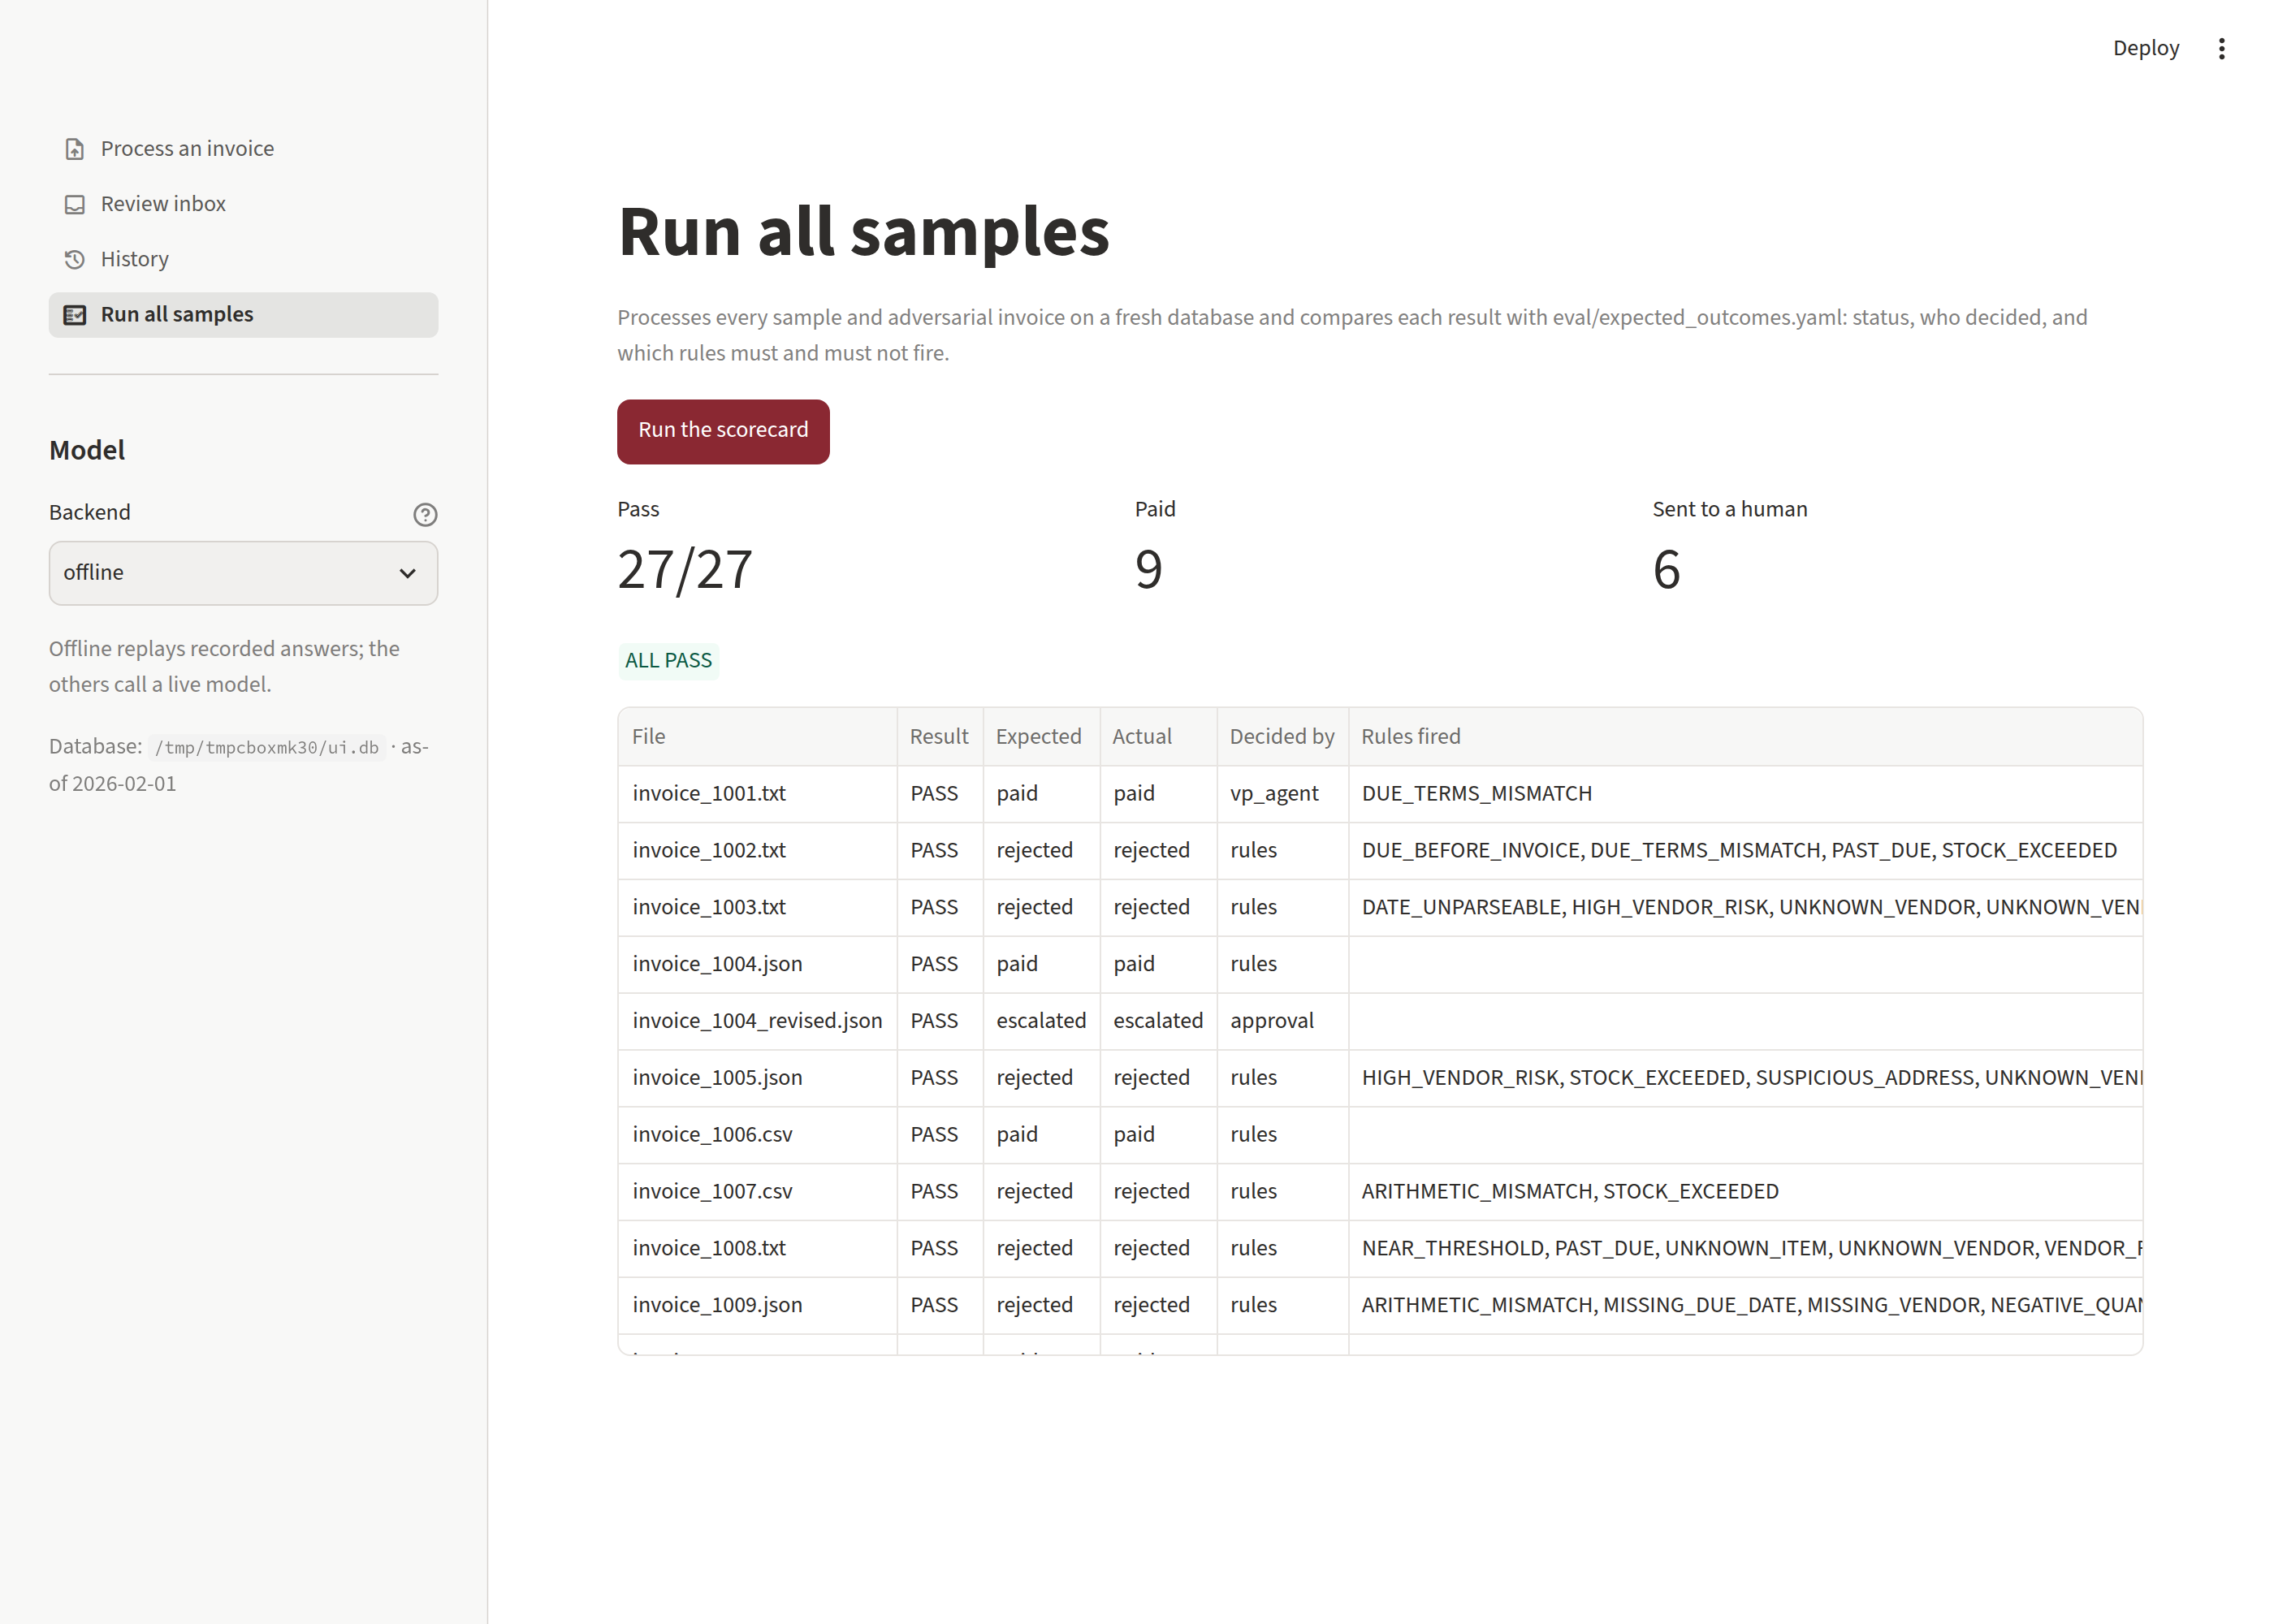 Deploy
Process an invoice
Review inbox
History
Run all samples
Model
Backend
offline
Offline replays recorded answers; the
others call a live model.
Database: /tmp/tmpcboxmk30/ui.db · as-
of 2026-02-01
Run all samples
Processes every sample and adversarial invoice on a fresh database and compares each result with eval/expected_outcomes.yaml: status, who decided, and
which rules must and must not fire.
Run the scorecard
Pass Paid Sent to a human
27/27 9 6
ALL PASS
File Result Expected Actual Decided by Rules fired
invoice_1001.txt PASS paid paid vp_agent DUE_TERMS_MISMATCH
invoice_1002.txt PASS rejected rejected rules DUE_BEFORE_INVOICE, DUE_TERMS_MISMATCH, PAST_DUE, STOCK_EXCEEDED
invoice_1003.txt PASS rejected rejected rules DATE_UNPARSEABLE, HIGH_VENDOR_RISK, UNKNOWN_VENDOR, UNKNOWN_VEN
invoice_1004.json PASS paid paid rules
invoice_1004_revised.json PASS escalated escalated approval
invoice_1005.json PASS rejected rejected rules HIGH_VENDOR_RISK, STOCK_EXCEEDED, SUSPICIOUS_ADDRESS, UNKNOWN_VEN
invoice_1006.csv PASS paid paid rules
invoice_1007.csv PASS rejected rejected rules ARITHMETIC_MISMATCH, STOCK_EXCEEDED
invoice_1008.txt PASS rejected rejected rules NEAR_THRESHOLD, PAST_DUE, UNKNOWN_ITEM, UNKNOWN_VENDOR, VENDOR_
invoice_1009.json PASS rejected rejected rules ARITHMETIC_MISMATCH, MISSING_DUE_DATE, MISSING_VENDOR, NEGATIVE_QUA